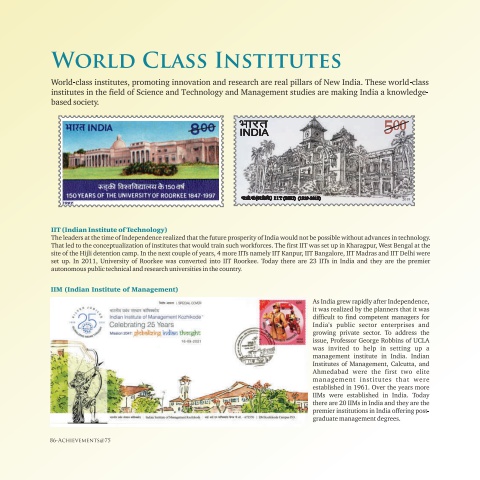 WORLD CLASS INSTITUTES
World-class institutes, promoting innovation and research are real pillars of New India. These world-class
institutes in the field of Science and Technology and Management studies are making India a knowledge-
based society.
भारत INDIA
800
रूड़की विश्वविद्यालय के 150 वर्ष
150 YEARS OF THE UNIVERSITY OF ROORKEE 1847-1997
भारत
INDIA
500
IIT (Indian Institute of Technology)
The leaders at the time of Independence realized that the future prosperity of India would not be possible without advances in technology.
That led to the conceptualization of institutes that would train such workforces. The first IIT was set up in Kharagpur, West Bengal at the
site of the Hijli detention camp. In the next couple of years, 4 more IITs namely IIT Kanpur, IIT Bangalore, IIT Madras and IIT Delhi were
set up. In 2011, University of Roorkee was converted into IIT Roorkee. Today there are 23 IITs in India and they are the premier
autonomous public technical and research universities in the country.
IIM (Indian Institute of Management)
SPECIAL COVER
25
Indian Institute of Management Kozhikode
Celebrating 25 Years
globalizing indian thought
As India grew rapidly after Independence,
it was realized by the planners that it was
difficult to find competent managers for
India's public sector enterprises and
growing private sector. To address the
issue, Professor George Robbins of UCLA
was invited to help in setting up a
management institute in India. Indian
Institutes of Management, Calcutta, and
Ahmedabad were the first two elite
management institutes that were
established in 1961. Over the years more
IIMs were established in India. Today
there are 20 IIMs in India and they are the
premier institutions in India offering post-
graduate management degrees.
86-ACHIEVEMENTS@75